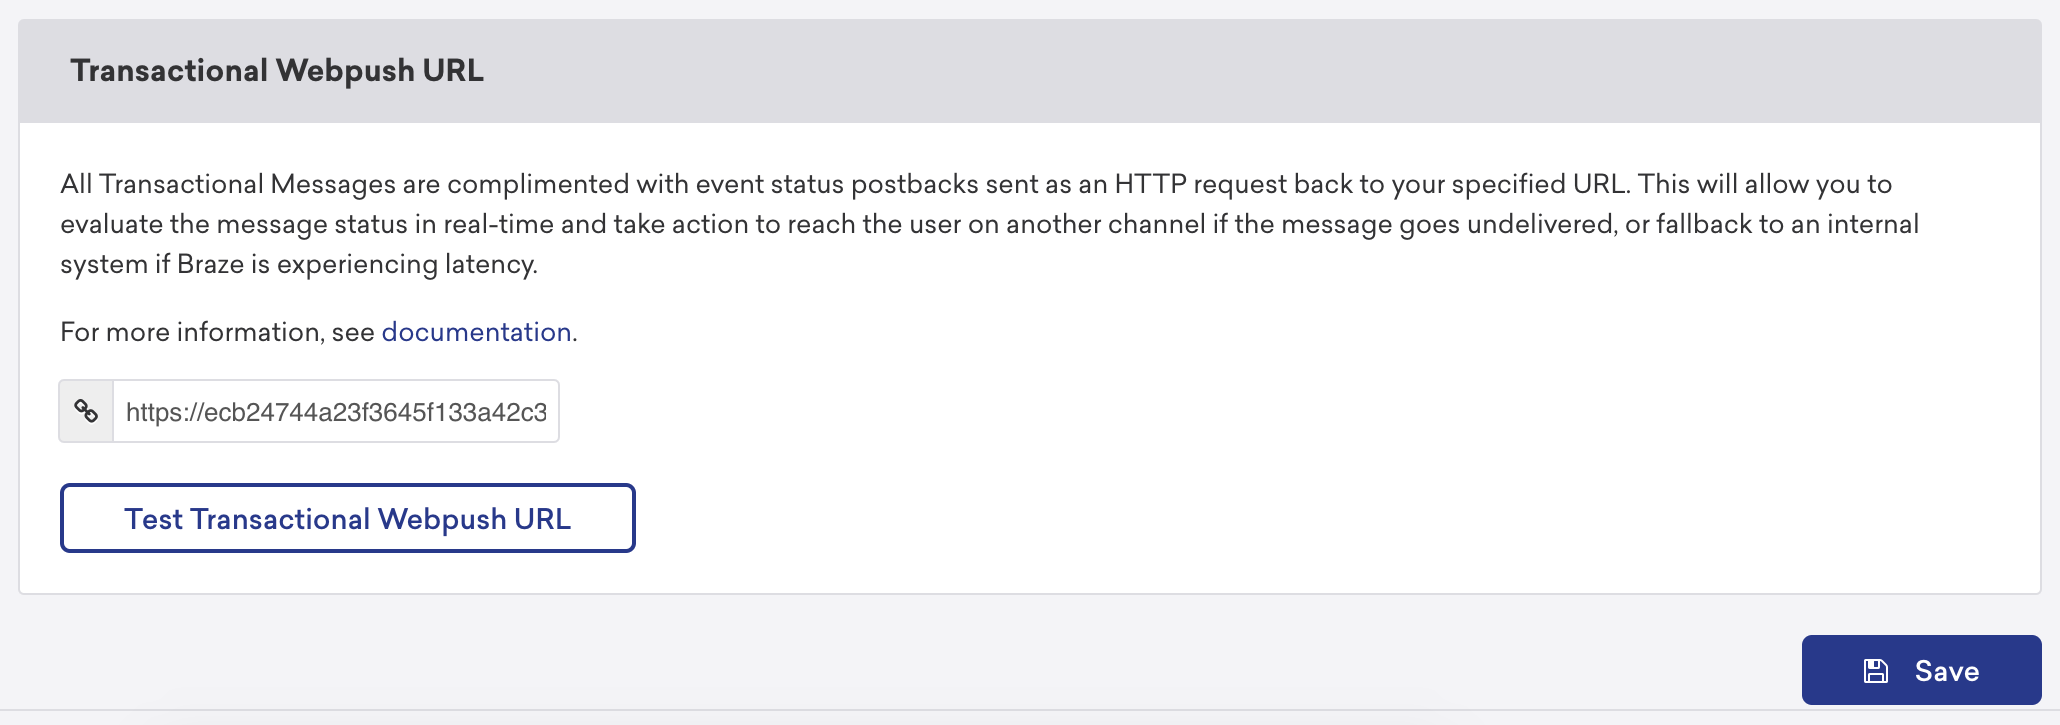 Transactional Webpush URL
All Transactional Messages are complimented with event status postbacks sent as an HTTP request back to your specified URL. This will allow you to
evaluate the message status in real-time and take action to reach the user on another channel if the message goes undelivered, or fallback to an internal
system if Braze is experiencing latency.
For more information, see documentation.
https://ecb24744a23f3645f133a42c3
Test Transactional Webpush URL
Save